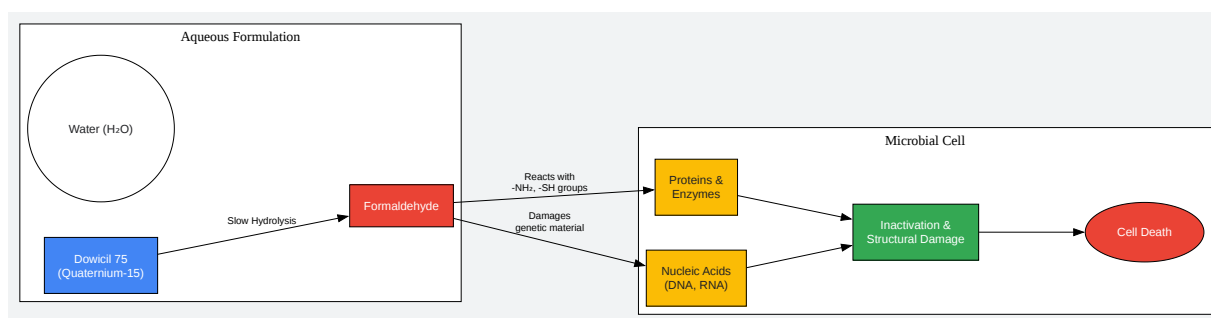 Aqueous Formulation
Water (H₂O)
Dowicil 75
(Quaternium-15)
Slow Hydrolysis
Formaldehyde
Reacts with
-NH₂, -SH groups
Damages
genetic material
Microbial Cell
Proteins &
Enzymes
Nucleic Acids
(DNA, RNA)
Inactivation &
Structural Damage
Cell Death